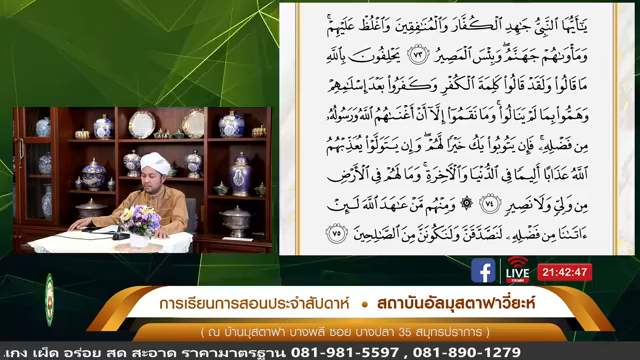 يَـٰٓأَيُّهَا ٱلنَّبِىُّ جَـٰهِدِ ٱلْكُفَّارَ وَٱلْمُنَـٰفِقِينَ وَٱغْلُظْ عَلَيْهِمْ ۚ
وَمَأْوَىٰهُمْ جَهَنَّمُ ۖ وَبِئْسَ ٱلْمَصِيرُ ٧٣ يَحْلِفُونَ بِٱللَّهِ
مَا قَالُوا۟ وَلَقَدْ قَالُوا۟ كَلِمَةَ ٱلْكُفْرِ وَكَفَرُوا۟ بَعْدَ إِسْلَـٰمِهِمْ
وَهَمُّوا۟ بِمَا لَمْ يَنَالُوا۟ ۚ وَمَا نَقَمُوٓا۟ إِلَّآ أَنْ أَغْنَىٰهُمُ ٱللَّهُ وَرَسُولُهُۥ
مِن فَضْلِهِۦ ۚ فَإِن يَتُوبُوا۟ يَكُ خَيْرًا لَّهُمْ ۖ وَإِن يَتَوَلَّوْا۟ يُعَذِّبْهُمُ
ٱللَّهُ عَذَابًا أَلِيمًا فِى ٱلدُّنْيَا وَٱلْـَٔاخِرَةِ ۚ وَمَا لَهُمْ فِى ٱلْأَرْضِ
مِن وَلِىٍّ وَلَا نَصِيرٍ ٧٤ ۞ وَمِنْهُم مَّنْ عَـٰهَدَ ٱللَّهَ لَئِنْ
ءَاتَىٰنَا مِن فَضْلِهِۦ لَنَصَّدَّقَنَّ وَلَنَكُونَنَّ مِنَ ٱلصَّـٰلِحِينَ ٧٥
LIVE
21:42:47
การเรียนการสอนประจำสัปดาห์ • สถาบันอัลมุสตาฟาวี่ยะห์
( ณ บ้านมุสตาฟา บางพลี ซอย บางปลา 35 สมุทรปราการ )
แกง เผ็ด อร่อย สด สะอาด ราคามาตรฐาน 081-981-5597 , 081-890-1279